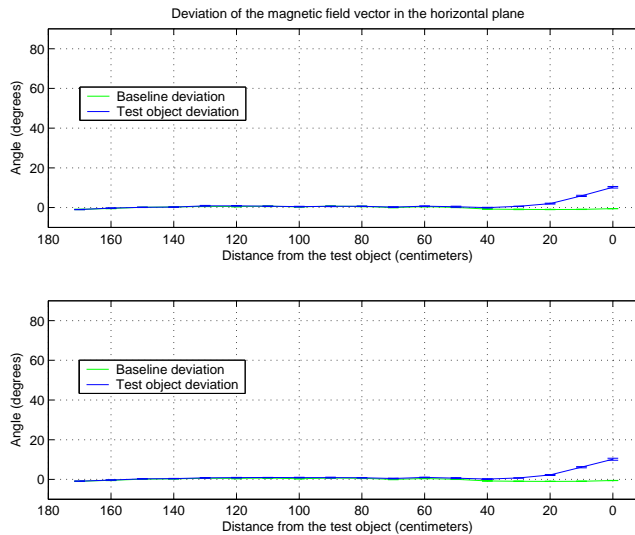 Deviation of the magnetic field vector in the horizontal plane
80
60
40
20
0
Angle (degrees)
Baseline deviation
Test object deviation
180 160 140 120 100 80 60 40 20 0
Distance from the test object (centimeters)
80
60
40
20
0
Angle (degrees)
Baseline deviation
Test object deviation
180 160 140 120 100 80 60 40 20 0
Distance from the test object (centimeters)